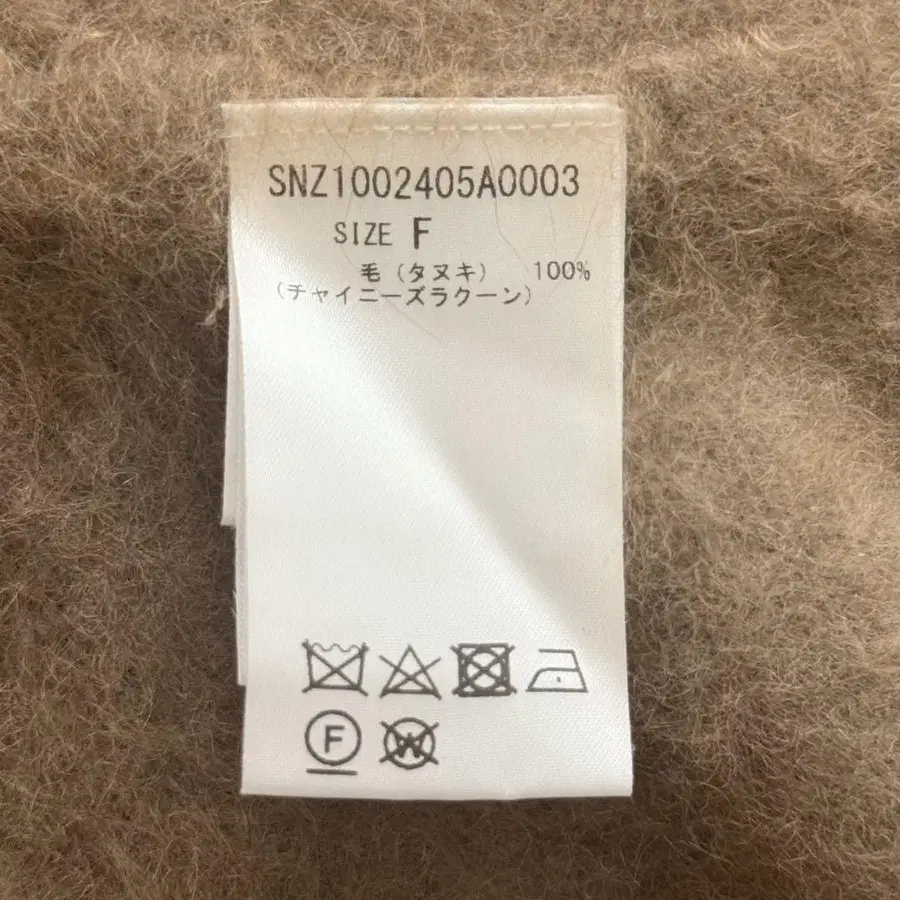 SNZ1002405A0003
SIZE F
毛(タヌキ) 100%
(チャイニーズラクーン)
F W